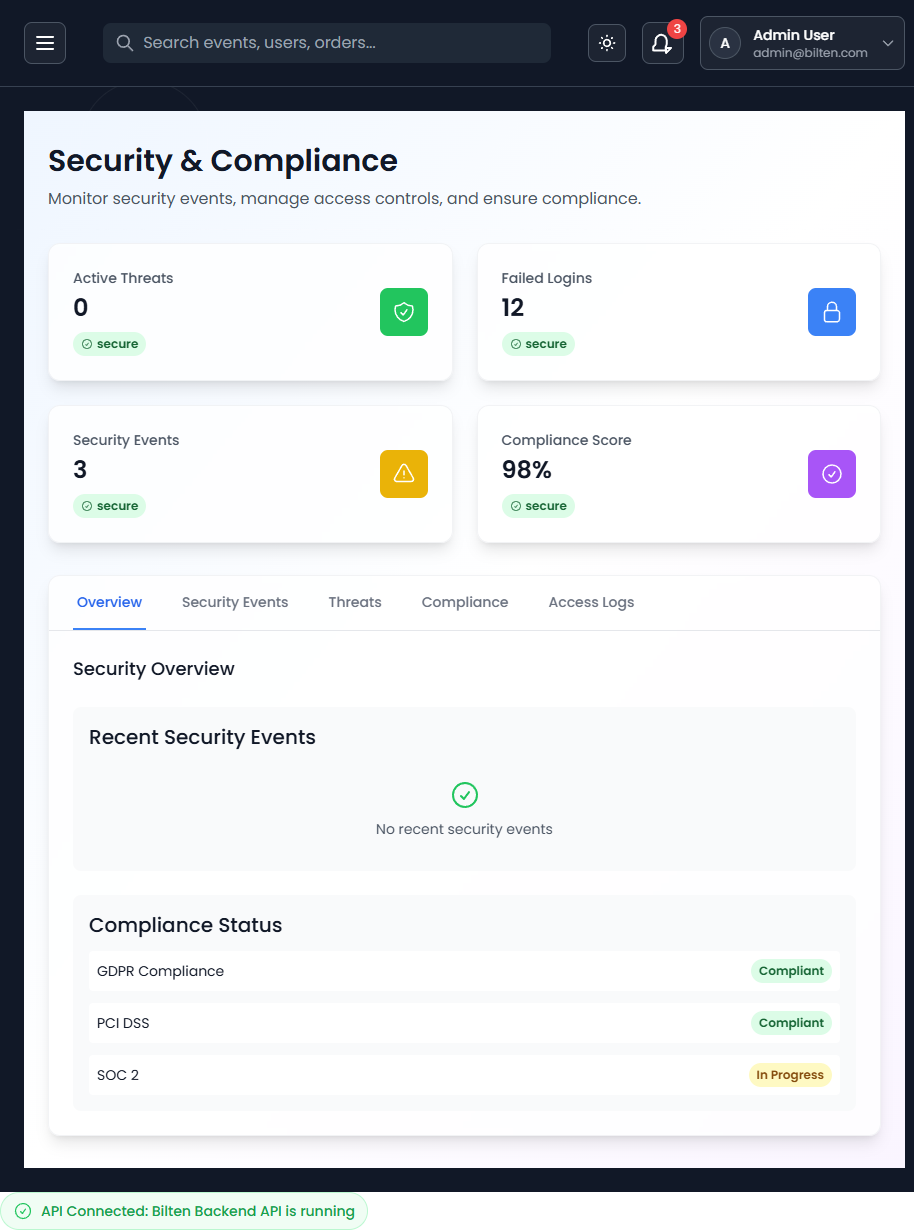 Search events, users, orders...
3
A
Admin User
admin@bilten.com
Security & Compliance
Monitor security events, manage access controls, and ensure compliance.
Active Threats
0
secure
Failed Logins
12
secure
Security Events
3
secure
Compliance Score
98%
secure
Overview
Security Events
Threats
Compliance
Access Logs
Security Overview
Recent Security Events
No recent security events
Compliance Status
GDPR Compliance
Compliant
PCI DSS
Compliant
SOC 2
In Progress
API Connected: Bilten Backend API is running